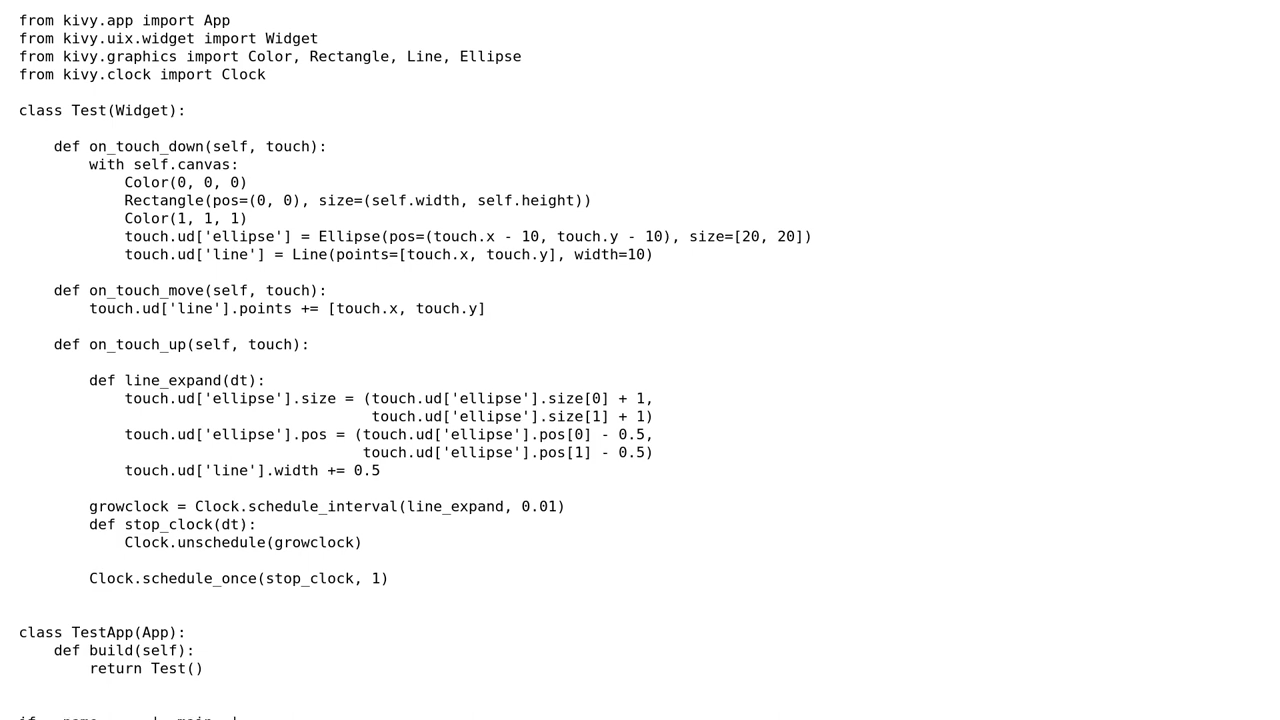 from kivy.app import App
from kivy.uix.widget import Widget
from kivy.graphics import Color, Rectangle, Line, Ellipse
from kivy.clock import Clock

class Test(Widget):

    def on_touch_down(self, touch):
        with self.canvas:
            Color(0, 0, 0)
            Rectangle(pos=(0, 0), size=(self.width, self.height))
            Color(1, 1, 1)
            touch.ud['ellipse'] = Ellipse(pos=(touch.x - 10, touch.y - 10), size=[20, 20])
            touch.ud['line'] = Line(points=[touch.x, touch.y], width=10)

    def on_touch_move(self, touch):
        touch.ud['line'].points += [touch.x, touch.y]

    def on_touch_up(self, touch):

        def line_expand(dt):
            touch.ud['ellipse'].size = (touch.ud['ellipse'].size[0] + 1,
                                        touch.ud['ellipse'].size[1] + 1)
            touch.ud['ellipse'].pos = (touch.ud['ellipse'].pos[0] - 0.5,
                                       touch.ud['ellipse'].pos[1] - 0.5)
            touch.ud['line'].width += 0.5

        growclock = Clock.schedule_interval(line_expand, 0.01)
        def stop_clock(dt):
            Clock.unschedule(growclock)

        Clock.schedule_once(stop_clock, 1)


class TestApp(App):
    def build(self):
        return Test()